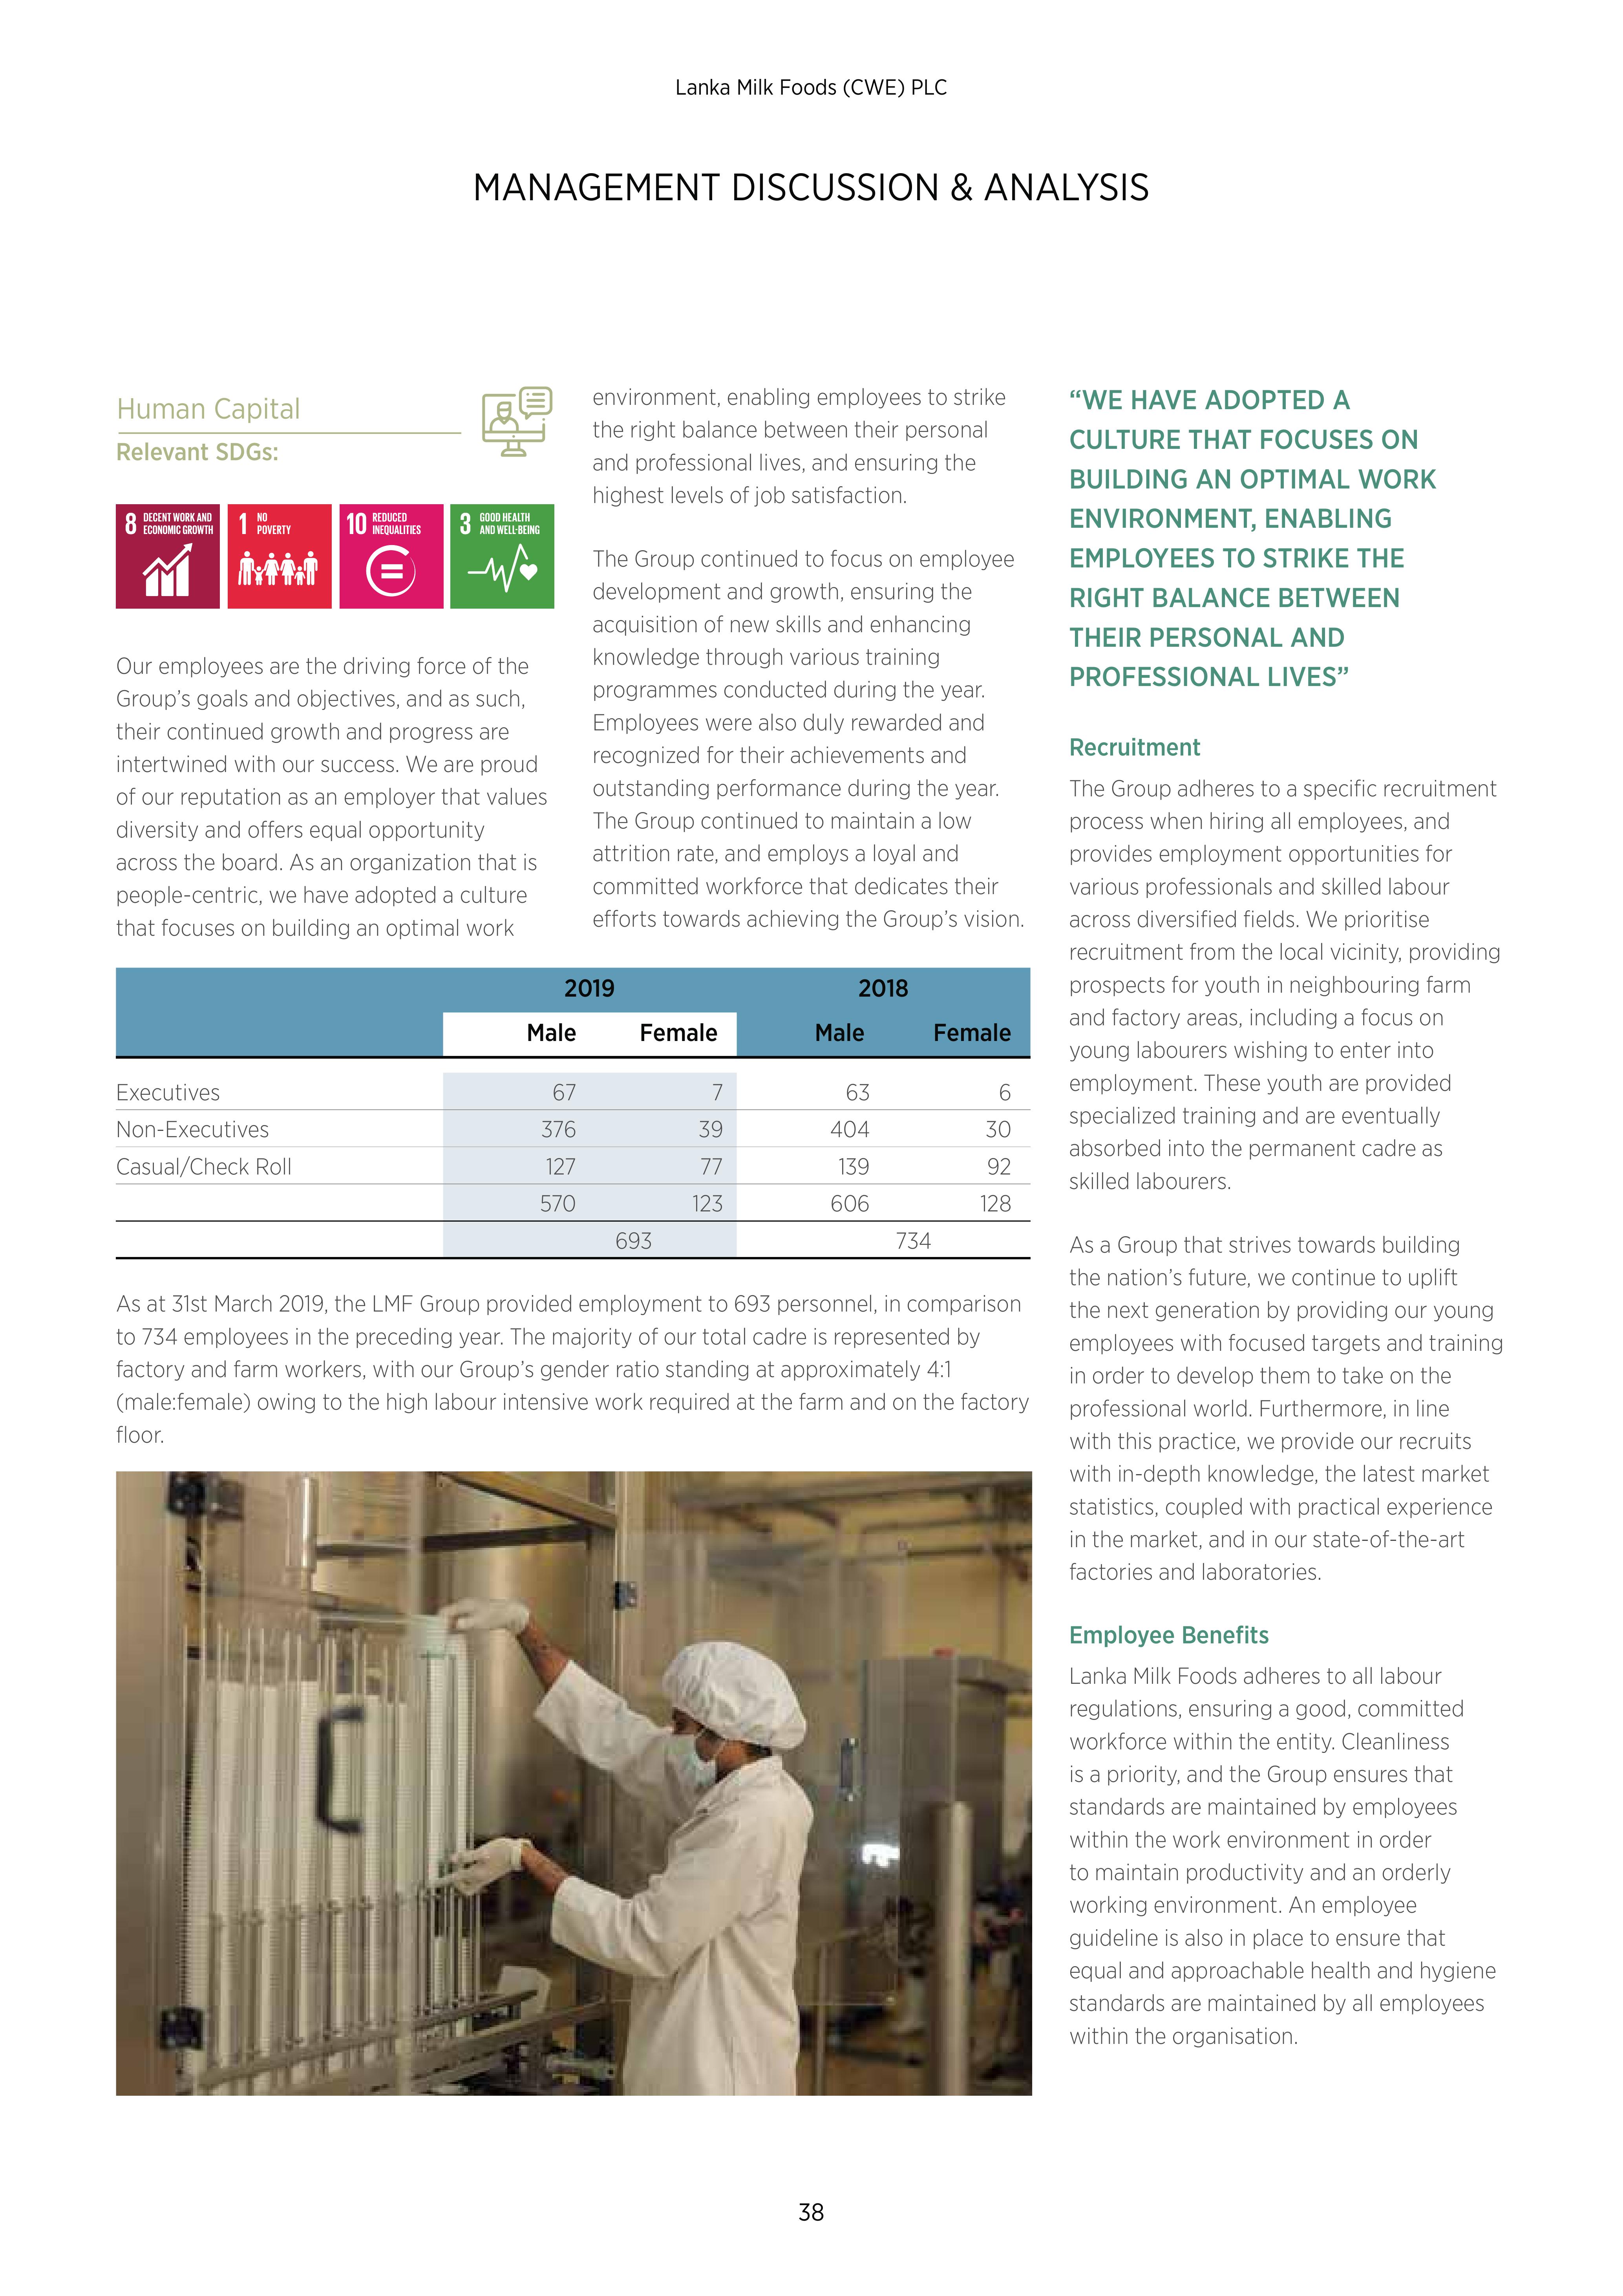 Lanka Milk Foods (CWE) PLC
MANAGEMENT DISCUSSION & ANALYSIS
Human Capital
Relevant SDGs:
8 DECENT WORK AND
ECONOMIC GROWTH
1 NO
POVERTY
10 REDUCED
INEQUALITIES
3 GOOD HEALTH
AND WELL-BEING
Our employees are the driving force of the
Group’s goals and objectives, and as such,
their continued growth and progress are
intertwined with our success. We are proud
of our reputation as an employer that values
diversity and offers equal opportunity
across the board. As an organization that is
people-centric, we have adopted a culture
that focuses on building an optimal work
environment, enabling employees to strike
the right balance between their personal
and professional lives, and ensuring the
highest levels of job satisfaction.
The Group continued to focus on employee
development and growth, ensuring the
acquisition of new skills and enhancing
knowledge through various training
programmes conducted during the year.
Employees were also duly rewarded and
recognized for their achievements and
outstanding performance during the year.
The Group continued to maintain a low
attrition rate, and employs a loyal and
committed workforce that dedicates their
efforts towards achieving the Group’s vision.
2019 2018
Male Female Male Female
Executives 67 7 63 6
Non-Executives 376 39 404 30
Casual/Check Roll 127 77 139 92
570 123 606 128
693 734
As at 31st March 2019, the LMF Group provided employment to 693 personnel, in comparison
to 734 employees in the preceding year. The majority of our total cadre is represented by
factory and farm workers, with our Group’s gender ratio standing at approximately 4:1
(male:female) owing to the high labour intensive work required at the farm and on the factory
floor.
“WE HAVE ADOPTED A
CULTURE THAT FOCUSES ON
BUILDING AN OPTIMAL WORK
ENVIRONMENT, ENABLING
EMPLOYEES TO STRIKE THE
RIGHT BALANCE BETWEEN
THEIR PERSONAL AND
PROFESSIONAL LIVES”
Recruitment
The Group adheres to a specific recruitment
process when hiring all employees, and
provides employment opportunities for
various professionals and skilled labour
across diversified fields. We prioritise
recruitment from the local vicinity, providing
prospects for youth in neighbouring farm
and factory areas, including a focus on
young labourers wishing to enter into
employment. These youth are provided
specialized training and are eventually
absorbed into the permanent cadre as
skilled labourers.
As a Group that strives towards building
the nation’s future, we continue to uplift
the next generation by providing our young
employees with focused targets and training
in order to develop them to take on the
professional world. Furthermore, in line
with this practice, we provide our recruits
with in-depth knowledge, the latest market
statistics, coupled with practical experience
in the market, and in our state-of-the-art
factories and laboratories.
Employee Benefits
Lanka Milk Foods adheres to all labour
regulations, ensuring a good, committed
workforce within the entity. Cleanliness
is a priority, and the Group ensures that
standards are maintained by employees
within the work environment in order
to maintain productivity and an orderly
working environment. An employee
guideline is also in place to ensure that
equal and approachable health and hygiene
standards are maintained by all employees
within the organisation.
38